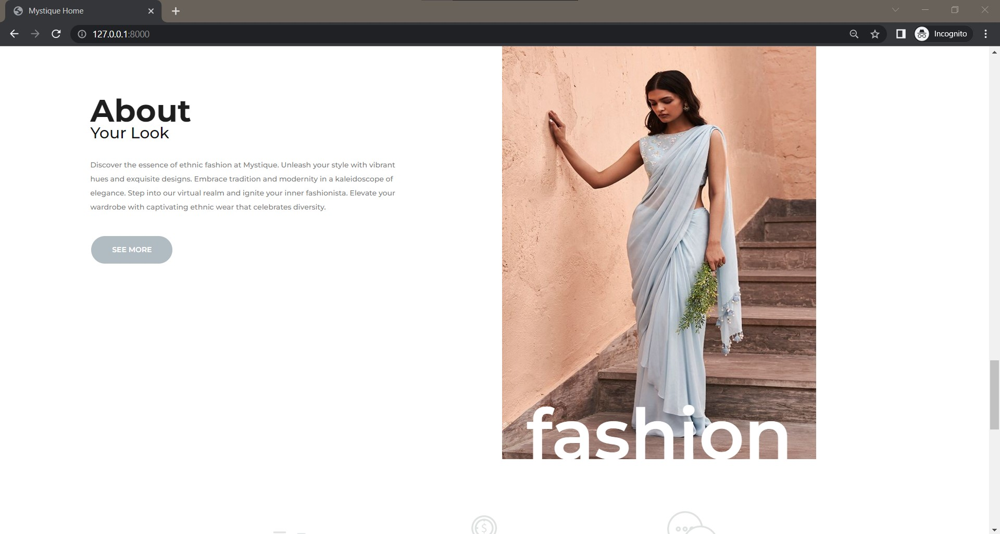 Mystique Home
127.0.0.1:8000
Incognito
About
Your Look
Discover the essence of ethnic fashion at Mystique. Unleash your style with vibrant
hues and exquisite designs. Embrace tradition and modernity in a kaleidoscope of
elegance. Step into our virtual realm and ignite your inner fashionista. Elevate your
wardrobe with captivating ethnic wear that celebrates diversity.
SEE MORE
fashion
$